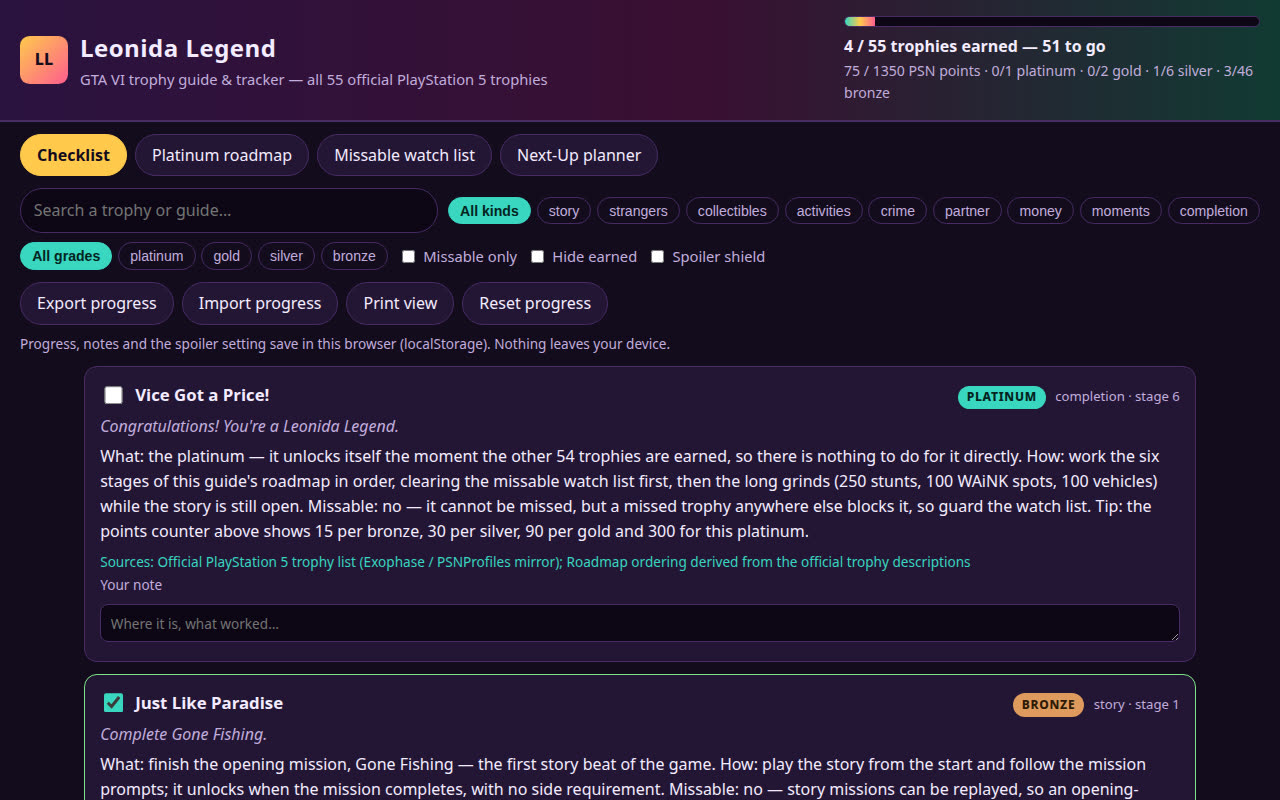 LL
Leonida Legend
GTA VI trophy guide & tracker — all 55 official PlayStation 5 trophies
4 / 55 trophies earned — 51 to go
75 / 1350 PSN points · 0/1 platinum · 0/2 gold · 1/6 silver · 3/46
bronze
Checklist Platinum roadmap Missable watch list Next-Up planner
Search a trophy or guide... All kinds story strangers collectibles activities crime partner money moments completion
All grades platinum gold silver bronze Missable only Hide earned Spoiler shield
Export progress Import progress Print view Reset progress
Progress, notes and the spoiler setting save in this browser (localStorage). Nothing leaves your device.
Vice Got a Price! PLATINUM completion · stage 6
Congratulations! You're a Leonida Legend.
What: the platinum — it unlocks itself the moment the other 54 trophies are earned, so there is nothing to do for it directly. How: work the six
stages of this guide's roadmap in order, clearing the missable watch list first, then the long grinds (250 stunts, 100 WAiNK spots, 100 vehicles)
while the story is still open. Missable: no — it cannot be missed, but a missed trophy anywhere else blocks it, so guard the watch list. Tip: the
points counter above shows 15 per bronze, 30 per silver, 90 per gold and 300 for this platinum.
Sources: Official PlayStation 5 trophy list (Exophase / PSNProfiles mirror); Roadmap ordering derived from the official trophy descriptions
Your note
Where it is, what worked...
Just Like Paradise BRONZE story · stage 1
Complete Gone Fishing.
What: finish the opening mission, Gone Fishing — the first story beat of the game. How: play the story from the start and follow the mission
prompts; it unlocks when the mission completes, with no side requirement. Missable: no — story missions can be replayed, so an opening-